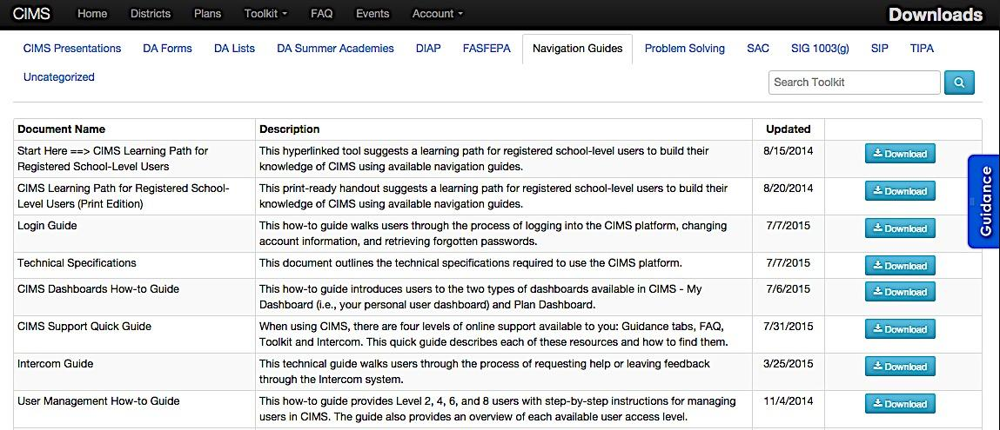 CIMS Home Districts Plans Toolkit FAQ Events Account Downloads
CIMS Presentations DA Forms DA Lists DA Summer Academies DIAP FASFEPA Navigation Guides Problem Solving SAC SIG 1003(g) SIP TIPA
Uncategorized
Search Toolkit
Document Name Description Updated
Start Here ==> CIMS Learning Path for
Registered School-Level Users
This hyperlinked tool suggests a learning path for registered school-level users to build their
knowledge of CIMS using available navigation guides.
8/15/2014
Download
CIMS Learning Path for Registered School-
Level Users (Print Edition)
This print-ready handout suggests a learning path for registered school-level users to build their
knowledge of CIMS using available navigation guides.
8/20/2014
Download
Login Guide
This how-to guide walks users through the process of logging into the CIMS platform, changing
account information, and retrieving forgotten passwords.
7/7/2015
Download
Technical Specifications
This document outlines the technical specifications required to use the CIMS platform.
7/7/2015
Download
CIMS Dashboards How-to Guide
This how-to guide introduces users to the two types of dashboards available in CIMS - My
Dashboard (i.e., your personal user dashboard) and Plan Dashboard.
7/6/2015
Download
CIMS Support Quick Guide
When using CIMS, there are four levels of online support available to you: Guidance tabs, FAQ,
Toolkit and Intercom. This quick guide describes each of these resources and how to find them.
7/31/2015
Download
Intercom Guide
This technical guide walks users through the process of requesting help or leaving feedback
through the Intercom system.
3/25/2015
Download
User Management How-to Guide
This how-to guide provides Level 2, 4, 6, and 8 users with step-by-step instructions for managing
users in CIMS. The guide also provides an overview of each available user access level.
11/4/2014
Download
Guidance